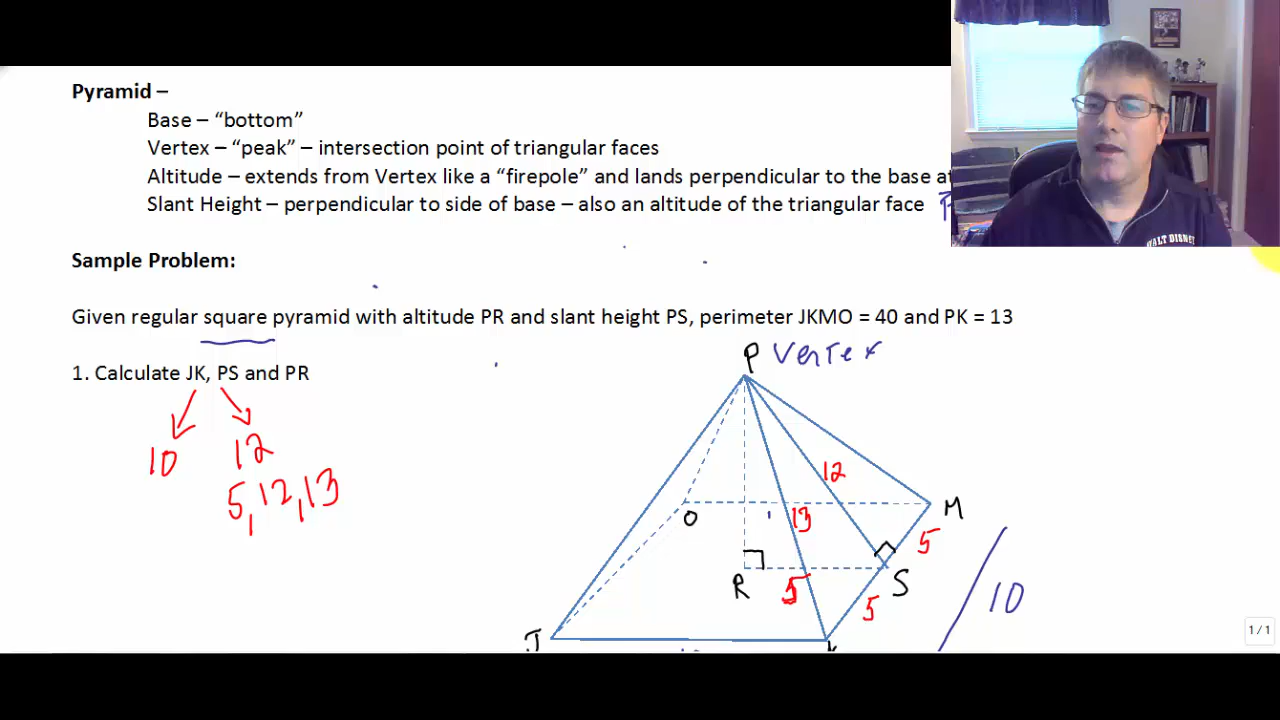 Pyramid –
Base – “bottom”
Vertex – “peak” – intersection point of triangular faces
Altitude – extends from Vertex like a “firepole” and lands perpendicular to the base at
Slant Height – perpendicular to side of base – also an altitude of the triangular face
WALT DISNEY
Sample Problem:
Given regular square pyramid with altitude PR and slant height PS, perimeter JKMO = 40 and PK = 13
P Vertex
1. Calculate JK, PS and PR
10 12
5,12,13
12
O 13 M
5
R 5 5 S
10
J K
1 / 1